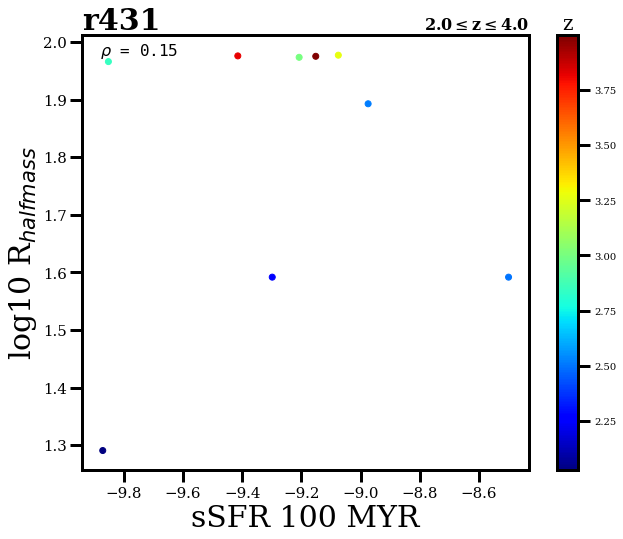 r431
2.0 ≤ z ≤ 4.0
z
ρ = 0.15
2.0
1.9
1.8
1.7
1.6
1.5
1.4
1.3
log10 R_halfmass
−9.8 −9.6 −9.4 −9.2 −9.0 −8.8 −8.6
sSFR 100 MYR
3.75
3.50
3.25
3.00
2.75
2.50
2.25